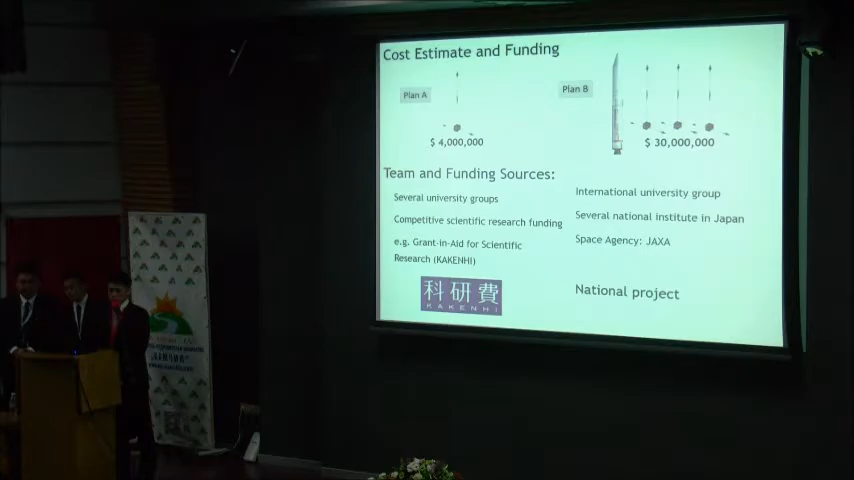 Cost Estimate and Funding
Plan A
$ 4,000,000
Plan B
$ 30,000,000
Team and Funding Sources:
Several university groups
Competitive scientific research funding
e.g. Grant-in-Aid for Scientific
Research (KAKENHI)
科研費
KAKENHI
International university group
Several national institute in Japan
Space Agency: JAXA
National project